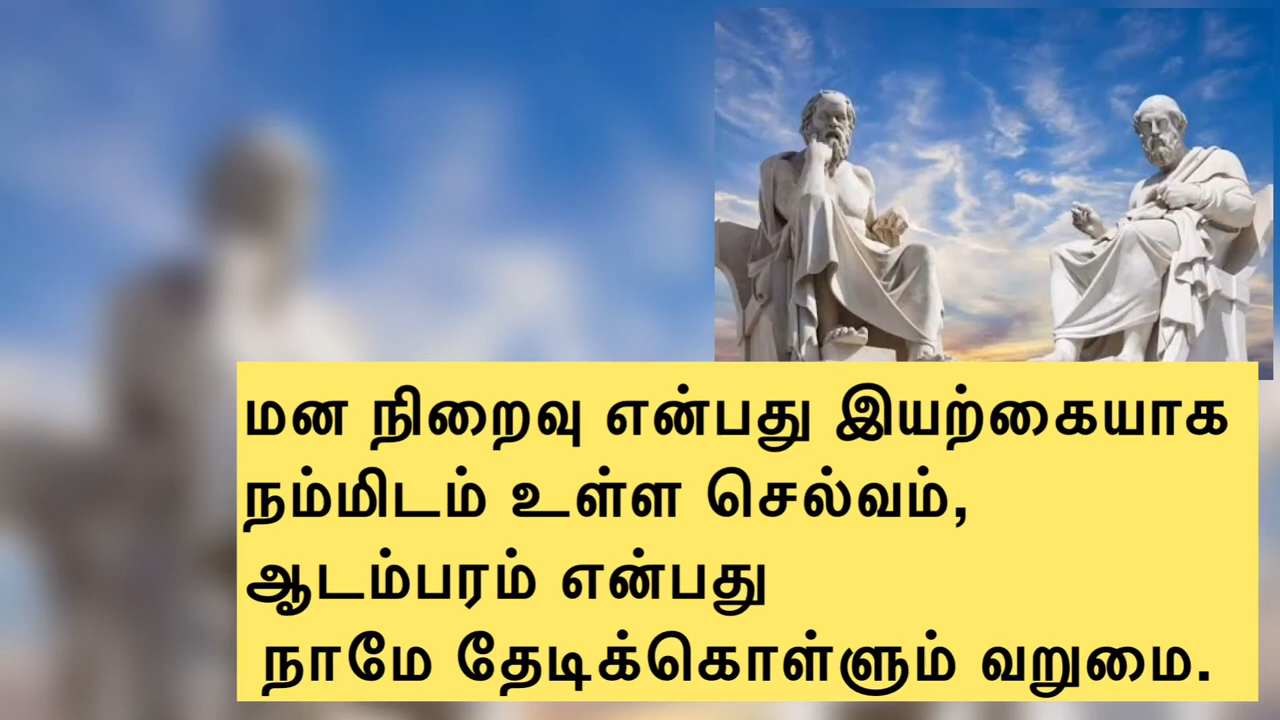 மன நிறைவு என்பது இயற்கையாக
நம்மிடம் உள்ள செல்வம்,
ஆடம்பரம் என்பது
நாமே தேடிக்கொள்ளும் வறுமை.